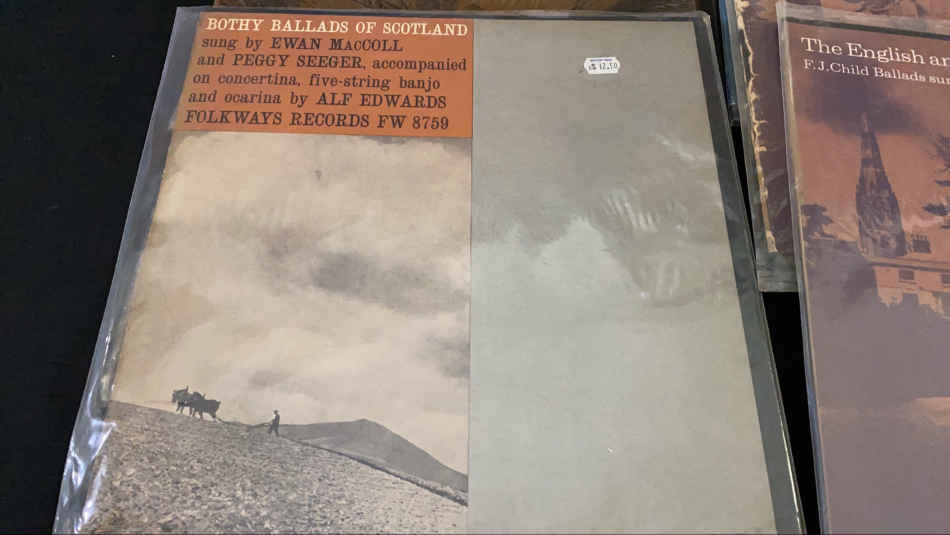 BOTHY BALLADS OF SCOTLAND
sung by EWAN MACCOLL
and PEGGY SEEGER, accompanied
on concertina, five-string banjo
and ocarina by ALF EDWARDS
FOLKWAYS RECORDS FW 8759
The English an
F.J.Child Ballads sun